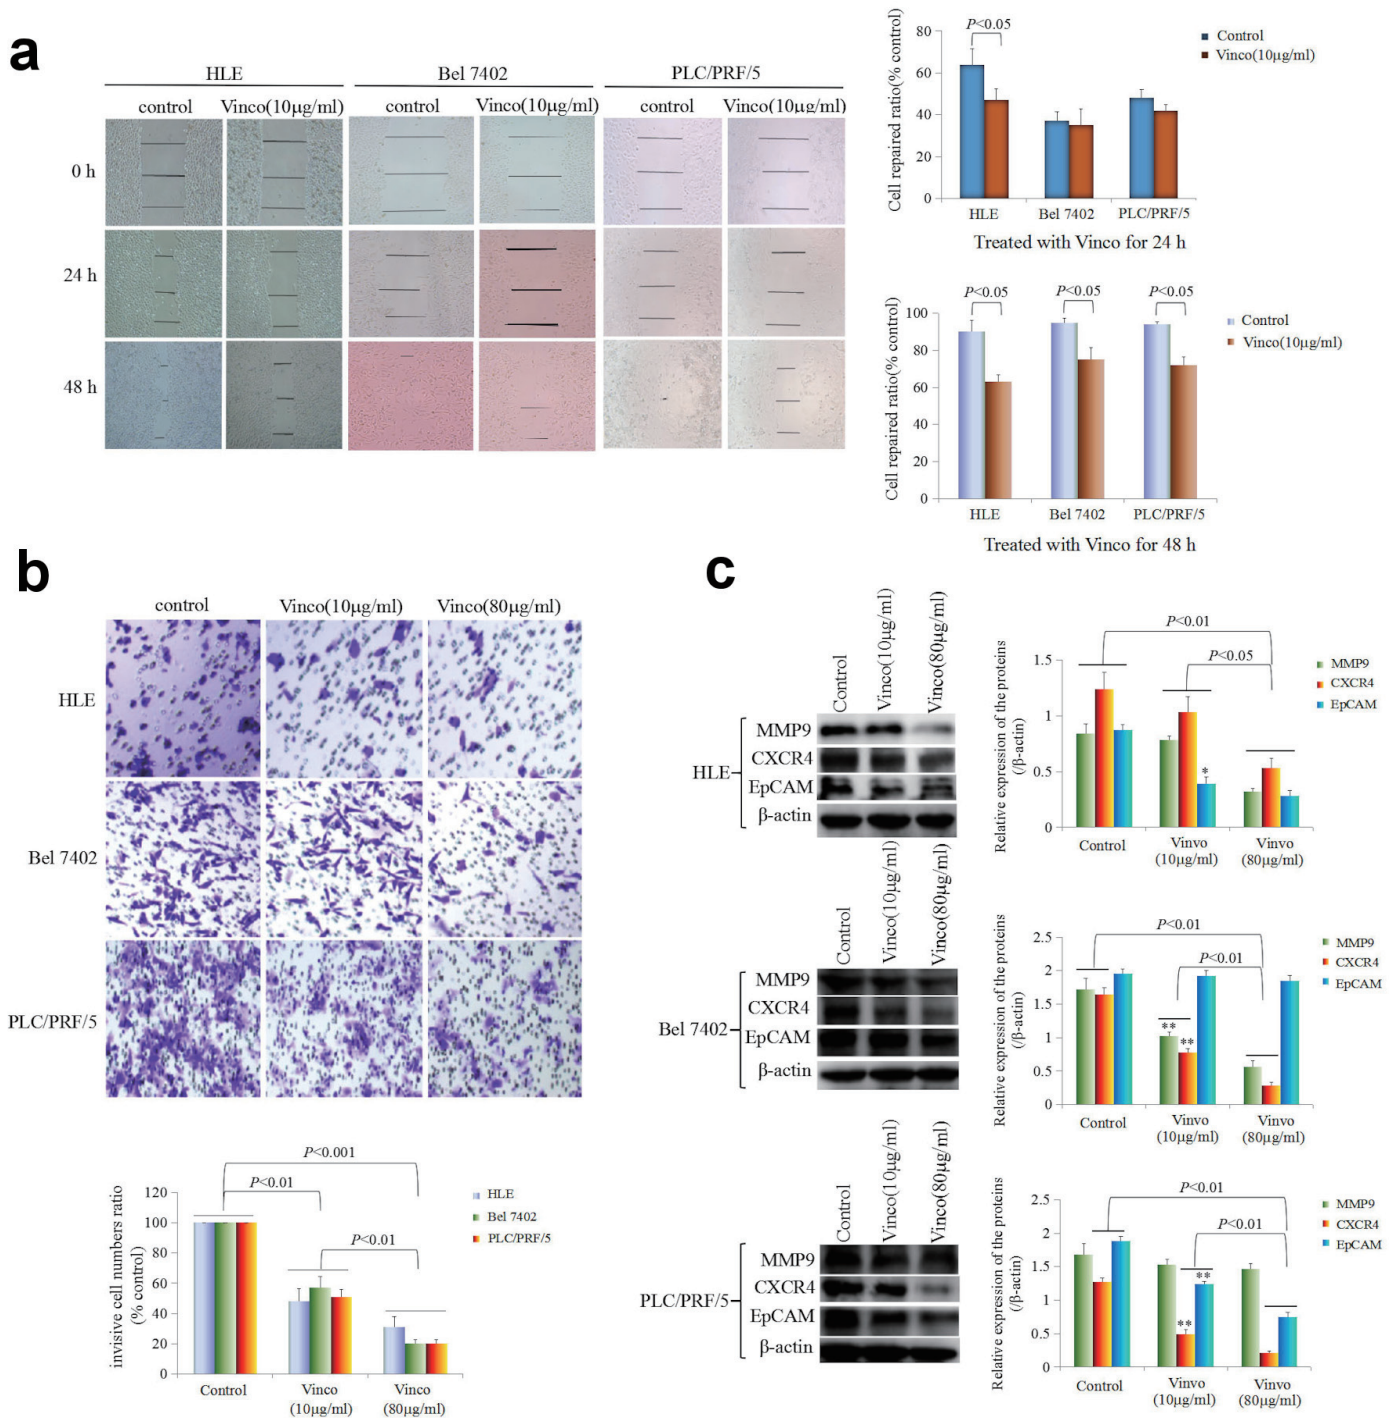 a
HLE
Bel 7402
PLC/PRF/5
control
Vinco(10μg/ml)
control
Vinco(10μg/ml)
control
Vinco(10μg/ml)
0 h
24 h
48 h
80
60
40
20
0
Cell repaired ratio(% control)
P<0.05
Control
Vinco(10μg/ml)
HLE
Bel 7402
PLC/PRF/5
Treated with Vinco for 24 h
100
80
60
40
20
0
Cell repaired ratio(% control)
P<0.05
P<0.05
P<0.05
Control
Vinco(10μg/ml)
HLE
Bel 7402
PLC/PRF/5
Treated with Vinco for 48 h
b
control
Vinco(10μg/ml)
Vinco(80μg/ml)
HLE
Bel 7402
PLC/PRF/5
P<0.001
P<0.01
P<0.01
120
100
80
60
40
20
0
invisive cell numbers ratio
(% control)
HLE
Bel 7402
PLC/PRF/5
Control
Vinco
(10μg/ml)
Vinco
(80μg/ml)
c
Control
Vinco(10μg/ml)
Vinco(80μg/ml)
HLE
MMP9
CXCR4
EpCAM
β-actin
P<0.01
P<0.05
1.5
1
0.5
0
Relative expression of the proteins
(/β-actin)
*
MMP9
CXCR4
EpCAM
Control
Vinvo
(10μg/ml)
Vinvo
(80μg/ml)
Control
Vinco(10μg/ml)
Vinco(80μg/ml)
Bel 7402
MMP9
CXCR4
EpCAM
β-actin
P<0.01
P<0.01
2.5
2
1.5
1
0.5
0
Relative expression of the proteins
(/β-actin)
**
**
MMP9
CXCR4
EpCAM
Control
Vinvo
(10μg/ml)
Vinvo
(80μg/ml)
Control
Vinco(10μg/ml)
Vinco(80μg/ml)
PLC/PRF/5
MMP9
CXCR4
EpCAM
β-actin
P<0.01
P<0.01
2.5
2
1.5
1
0.5
0
Relative expression of the proteins
(/β-actin)
**
**
MMP9
CXCR4
EpCAM
Control
Vinvo
(10μg/ml)
Vinvo
(80μg/ml)